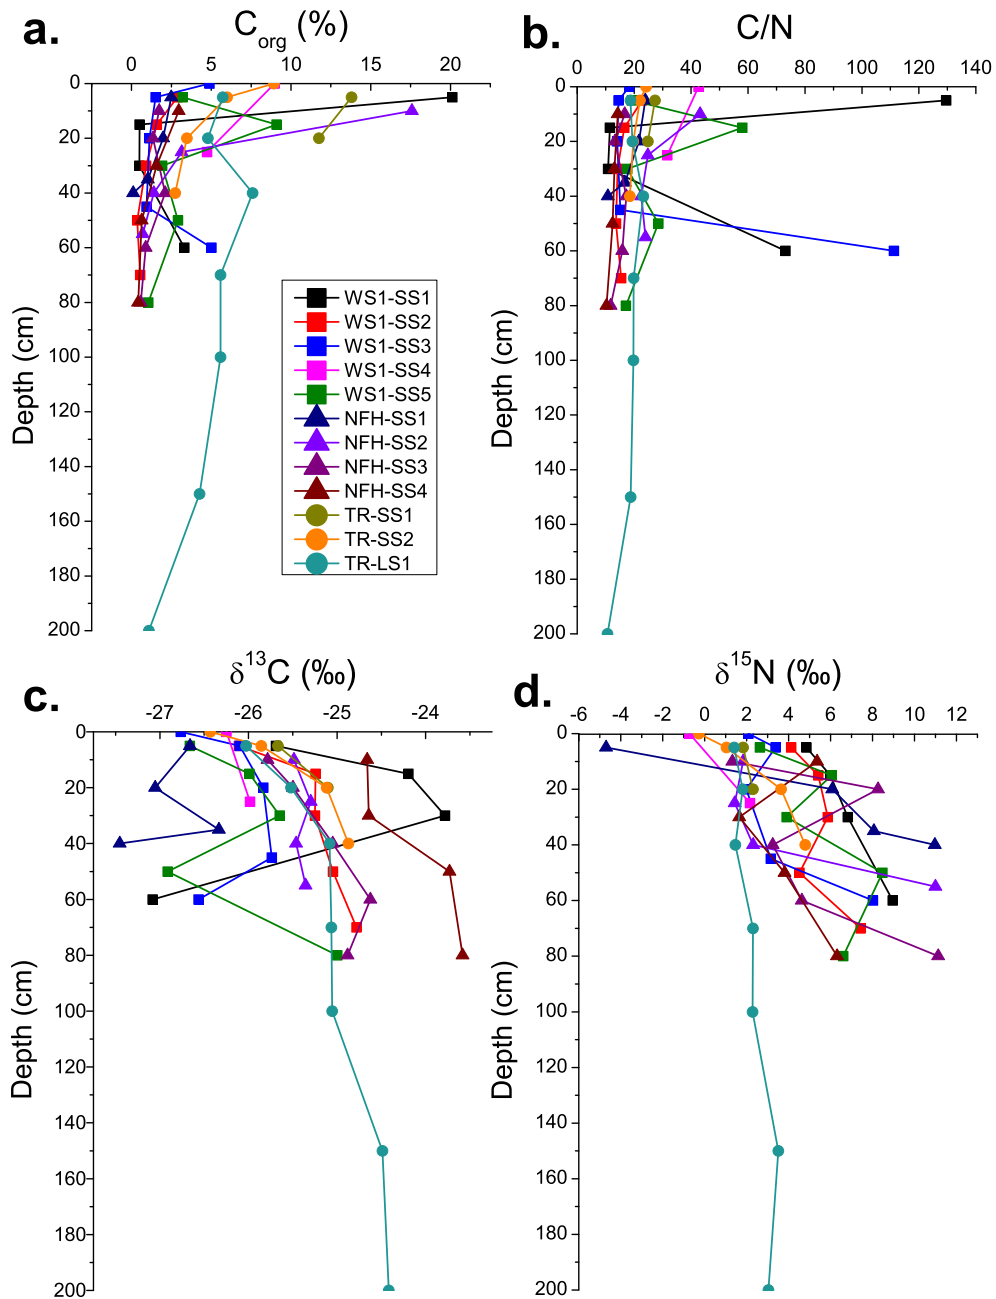 a.
C_org (%)
0 5 10 15 20
0
20
40
60
80
100
120
140
160
180
200
Depth (cm)
WS1-SS1
WS1-SS2
WS1-SS3
WS1-SS4
WS1-SS5
NFH-SS1
NFH-SS2
NFH-SS3
NFH-SS4
TR-SS1
TR-SS2
TR-LS1
b.
C/N
0 20 40 60 80 100 120 140
0
20
40
60
80
100
120
140
160
180
200
Depth (cm)
c.
δ¹³C (‰)
-27 -26 -25 -24
0
20
40
60
80
100
120
140
160
180
200
Depth (cm)
d.
δ¹⁵N (‰)
-6 -4 -2 0 2 4 6 8 10 12
0
20
40
60
80
100
120
140
160
180
200
Depth (cm)